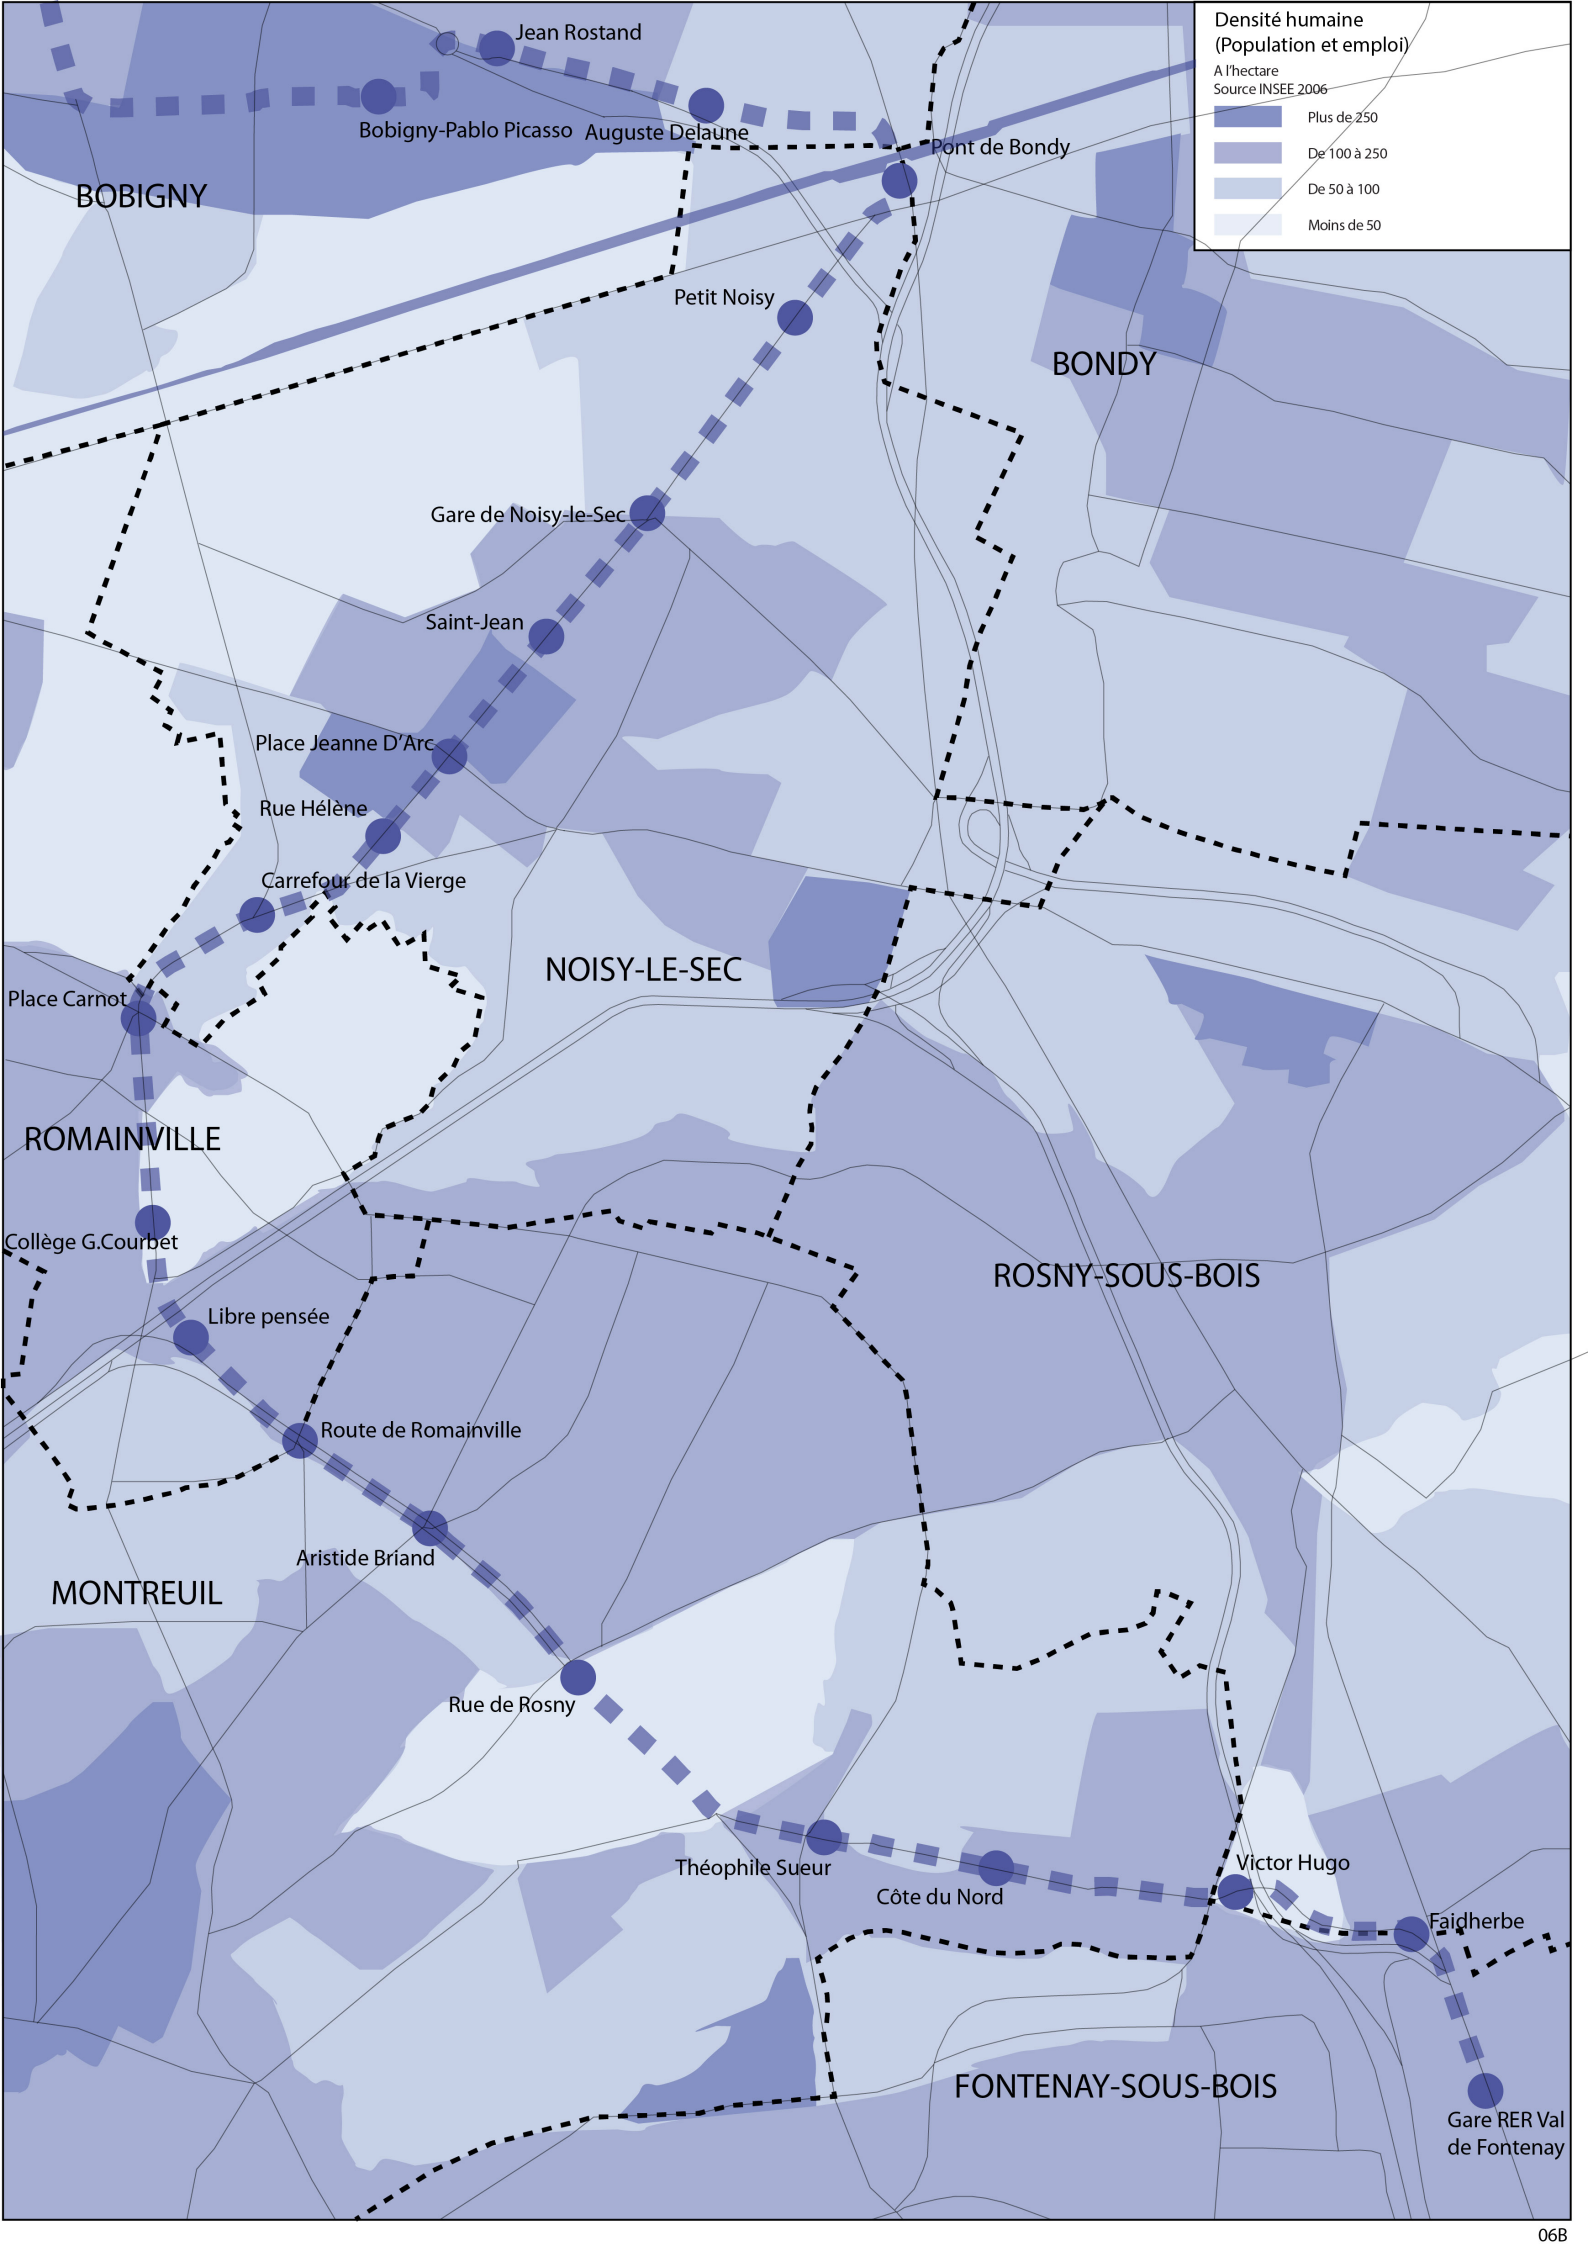 Densité humaine
(Population et emploi)
A l'hectare
Source INSEE 2006
Plus de 250
De 100 à 250
De 50 à 100
Moins de 50
Jean Rostand
Bobigny-Pablo Picasso
Auguste Delaune
Pont de Bondy
BOBIGNY
Petit Noisy
BONDY
Gare de Noisy-le-Sec
Saint-Jean
Place Jeanne D'Arc
Rue Hélène
Carrefour de la Vierge
NOISY-LE-SEC
Place Carnot
ROMAINVILLE
Collège G.Courbet
ROSNY-SOUS-BOIS
Libre pensée
Route de Romainville
Aristide Briand
MONTREUIL
Rue de Rosny
Théophile Sueur
Côte du Nord
Victor Hugo
Faidherbe
FONTENAY-SOUS-BOIS
Gare RER Val
de Fontenay
06B